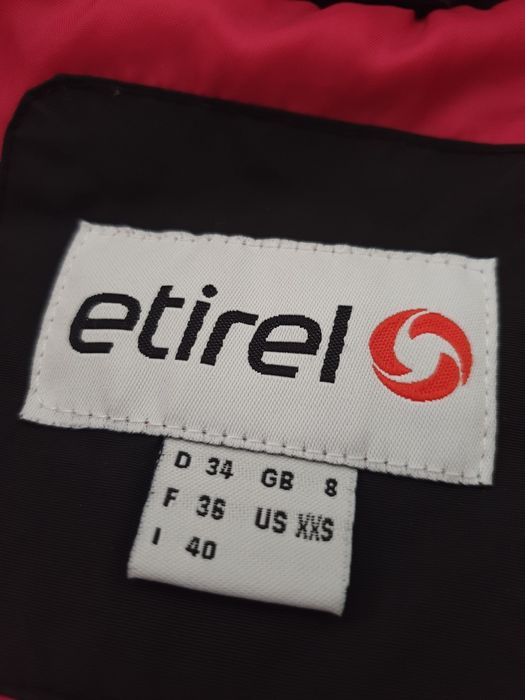 etirel
D 34 GB 8
F 36 US XXS
I 40